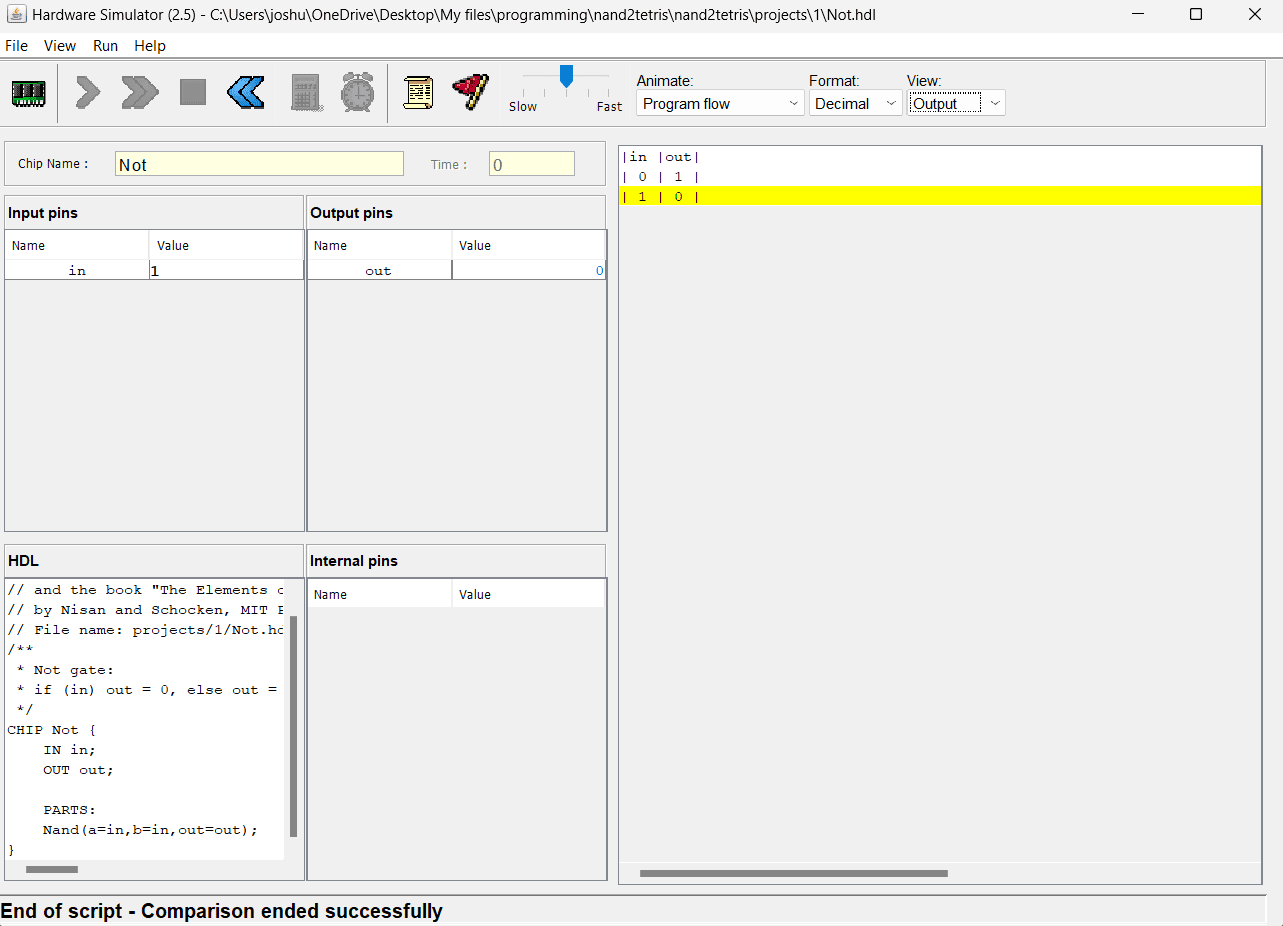 Hardware Simulator (2.5) - C:\Users\joshu\OneDrive\Desktop\My files\programming\nand2tetris\nand2tetris\projects\1\Not.hdl
File View Run Help
Slow Fast
Animate: Format: View:
Program flow Decimal Output
Chip Name : Not Time : 0
Input pins
Name Value
in 1
Output pins
Name Value
out 0
HDL
// and the book "The Elements
// by Nisan and Schocken, MIT
// File name: projects/1/Not.hd
/**
 * Not gate:
 * if (in) out = 0, else out =
 */
CHIP Not {
    IN in;
    OUT out;
    PARTS:
    Nand(a=in,b=in,out=out);
}
Internal pins
Name Value
|in |out|
| 0 | 1 |
| 1 | 0 |
End of script - Comparison ended successfully